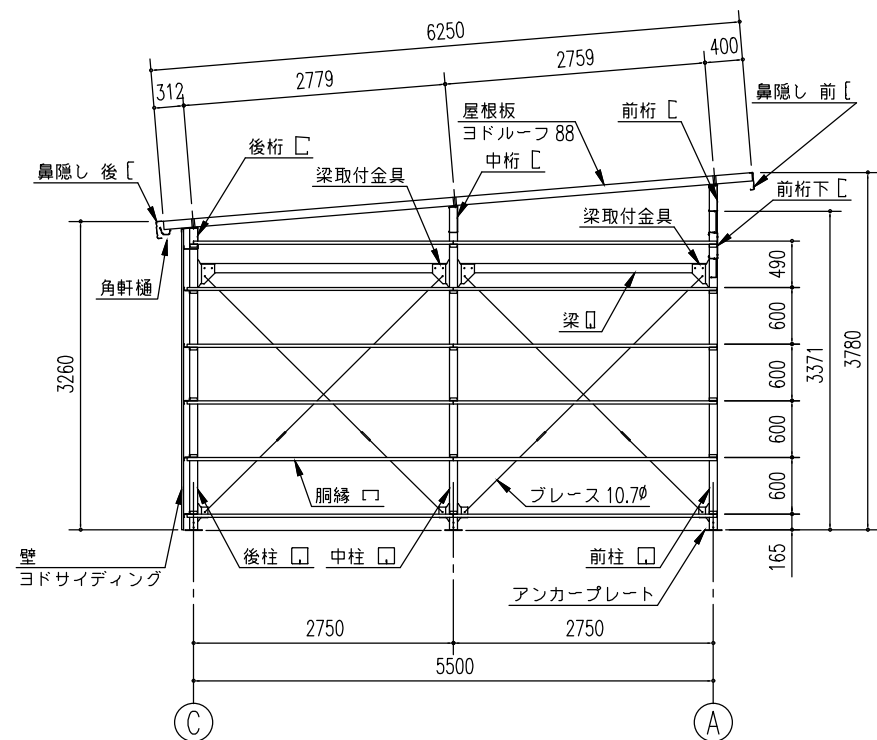 6250
400
2759
2779
312
鼻隠し 前
屋根板
ヨドルーフ 88
前桁
後桁
中桁
鼻隠し 後
梁取付金具
前桁下
梁取付金具
角軒樋
梁
490
600
600
600
600
165
3371
3780
3260
胴縁
ブレース 10.7φ
壁
ヨドサイディング
後柱
中柱
前柱
アンカープレート
2750
2750
5500
C
A